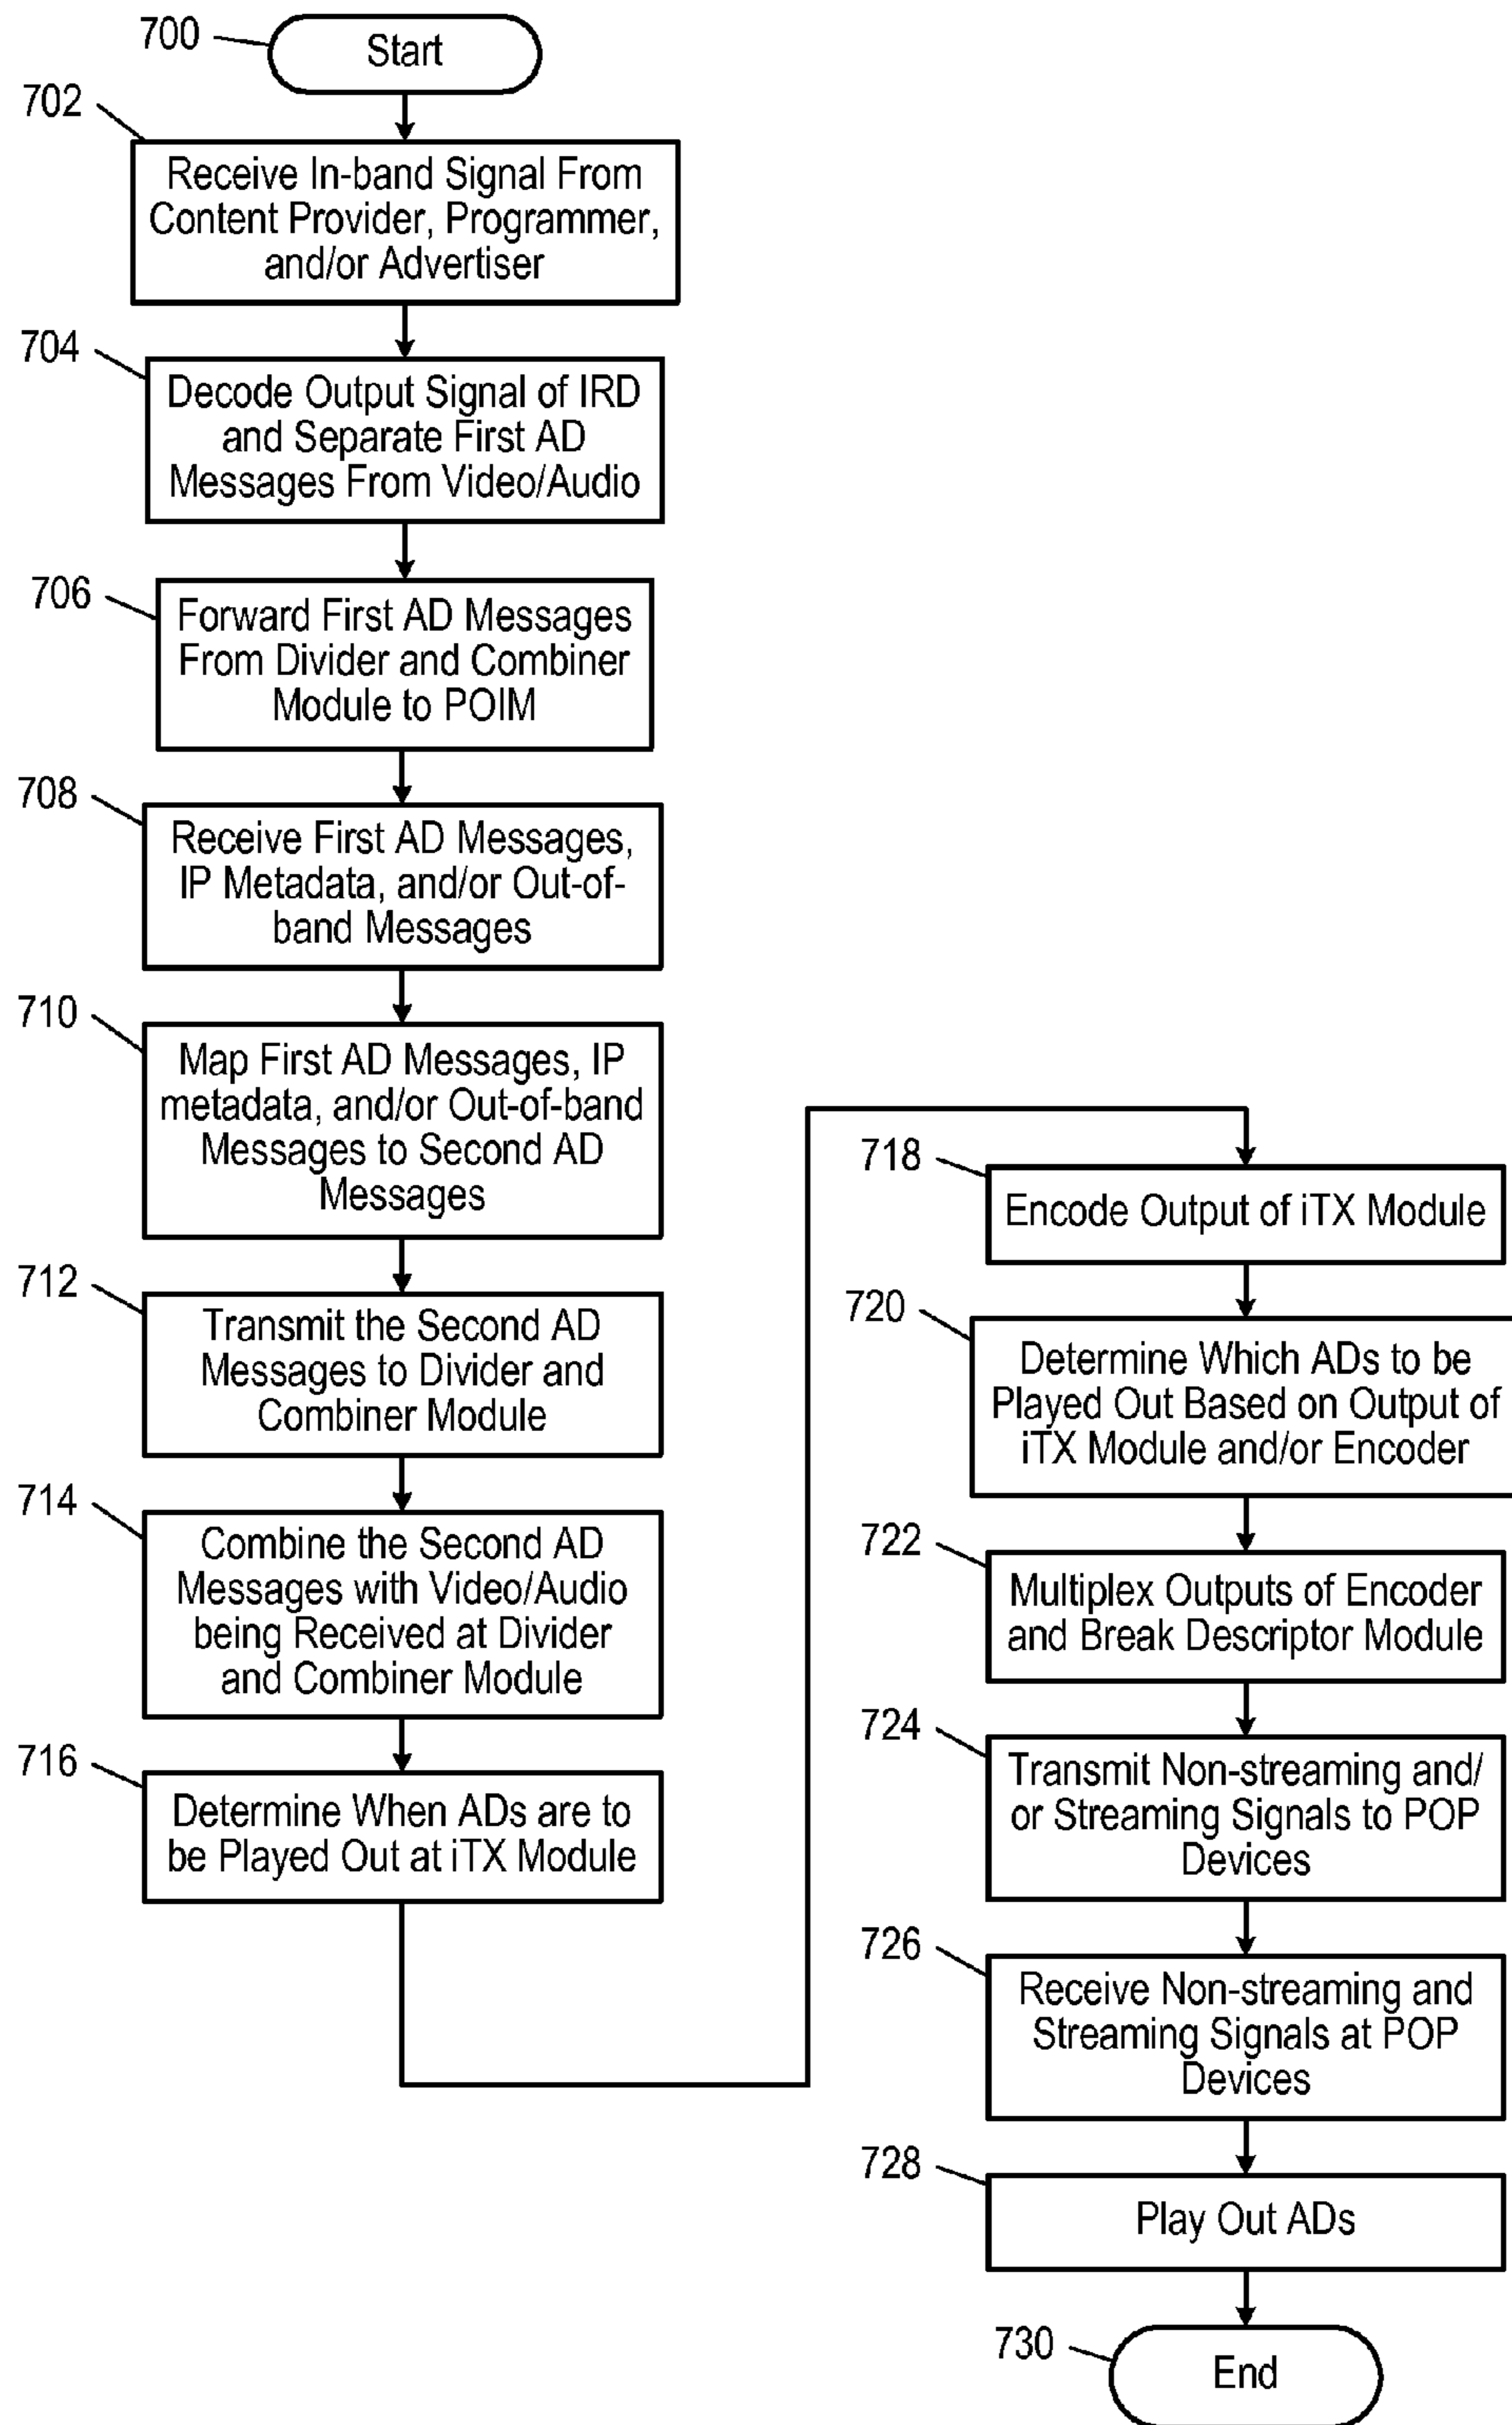 700
Start
702
Receive In-band Signal From
Content Provider, Programmer,
and/or Advertiser
704
Decode Output Signal of IRD
and Separate First AD
Messages From Video/Audio
706
Forward First AD Messages
From Divider and Combiner
Module to POIM
708
Receive First AD Messages,
IP Metadata, and/or Out-of-
band Messages
710
Map First AD Messages, IP
metadata, and/or Out-of-band
Messages to Second AD
Messages
712
Transmit the Second AD
Messages to Divider and
Combiner Module
714
Combine the Second AD
Messages with Video/Audio
being Received at Divider
and Combiner Module
716
Determine When ADs are to
be Played Out at iTX Module
718
Encode Output of iTX Module
720
Determine Which ADs to be
Played Out Based on Output of
iTX Module and/or Encoder
722
Multiplex Outputs of Encoder
and Break Descriptor Module
724
Transmit Non-streaming and/
or Streaming Signals to POP
Devices
726
Receive Non-streaming and
Streaming Signals at POP
Devices
728
Play Out ADs
730
End